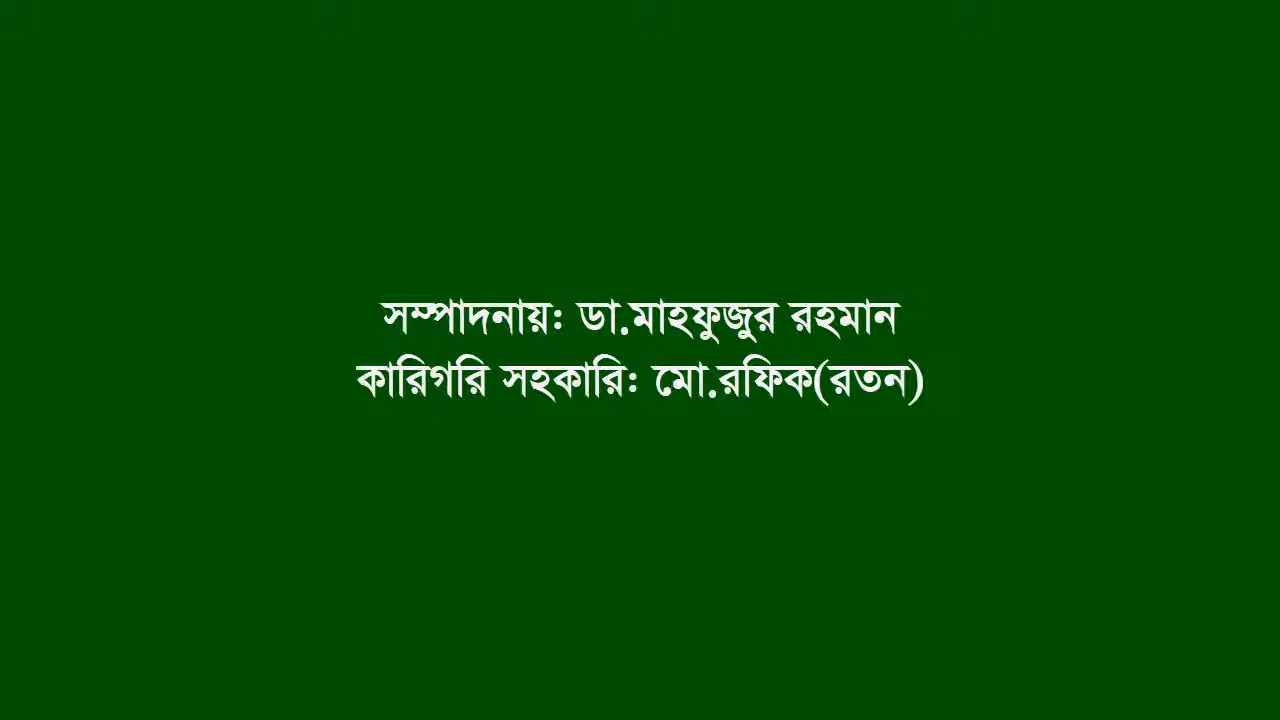 সম্পাদনায়ঃ ডা.মাহফুজুর রহমান
কারিগরি সহকারিঃ মো.রফিক(রতন)